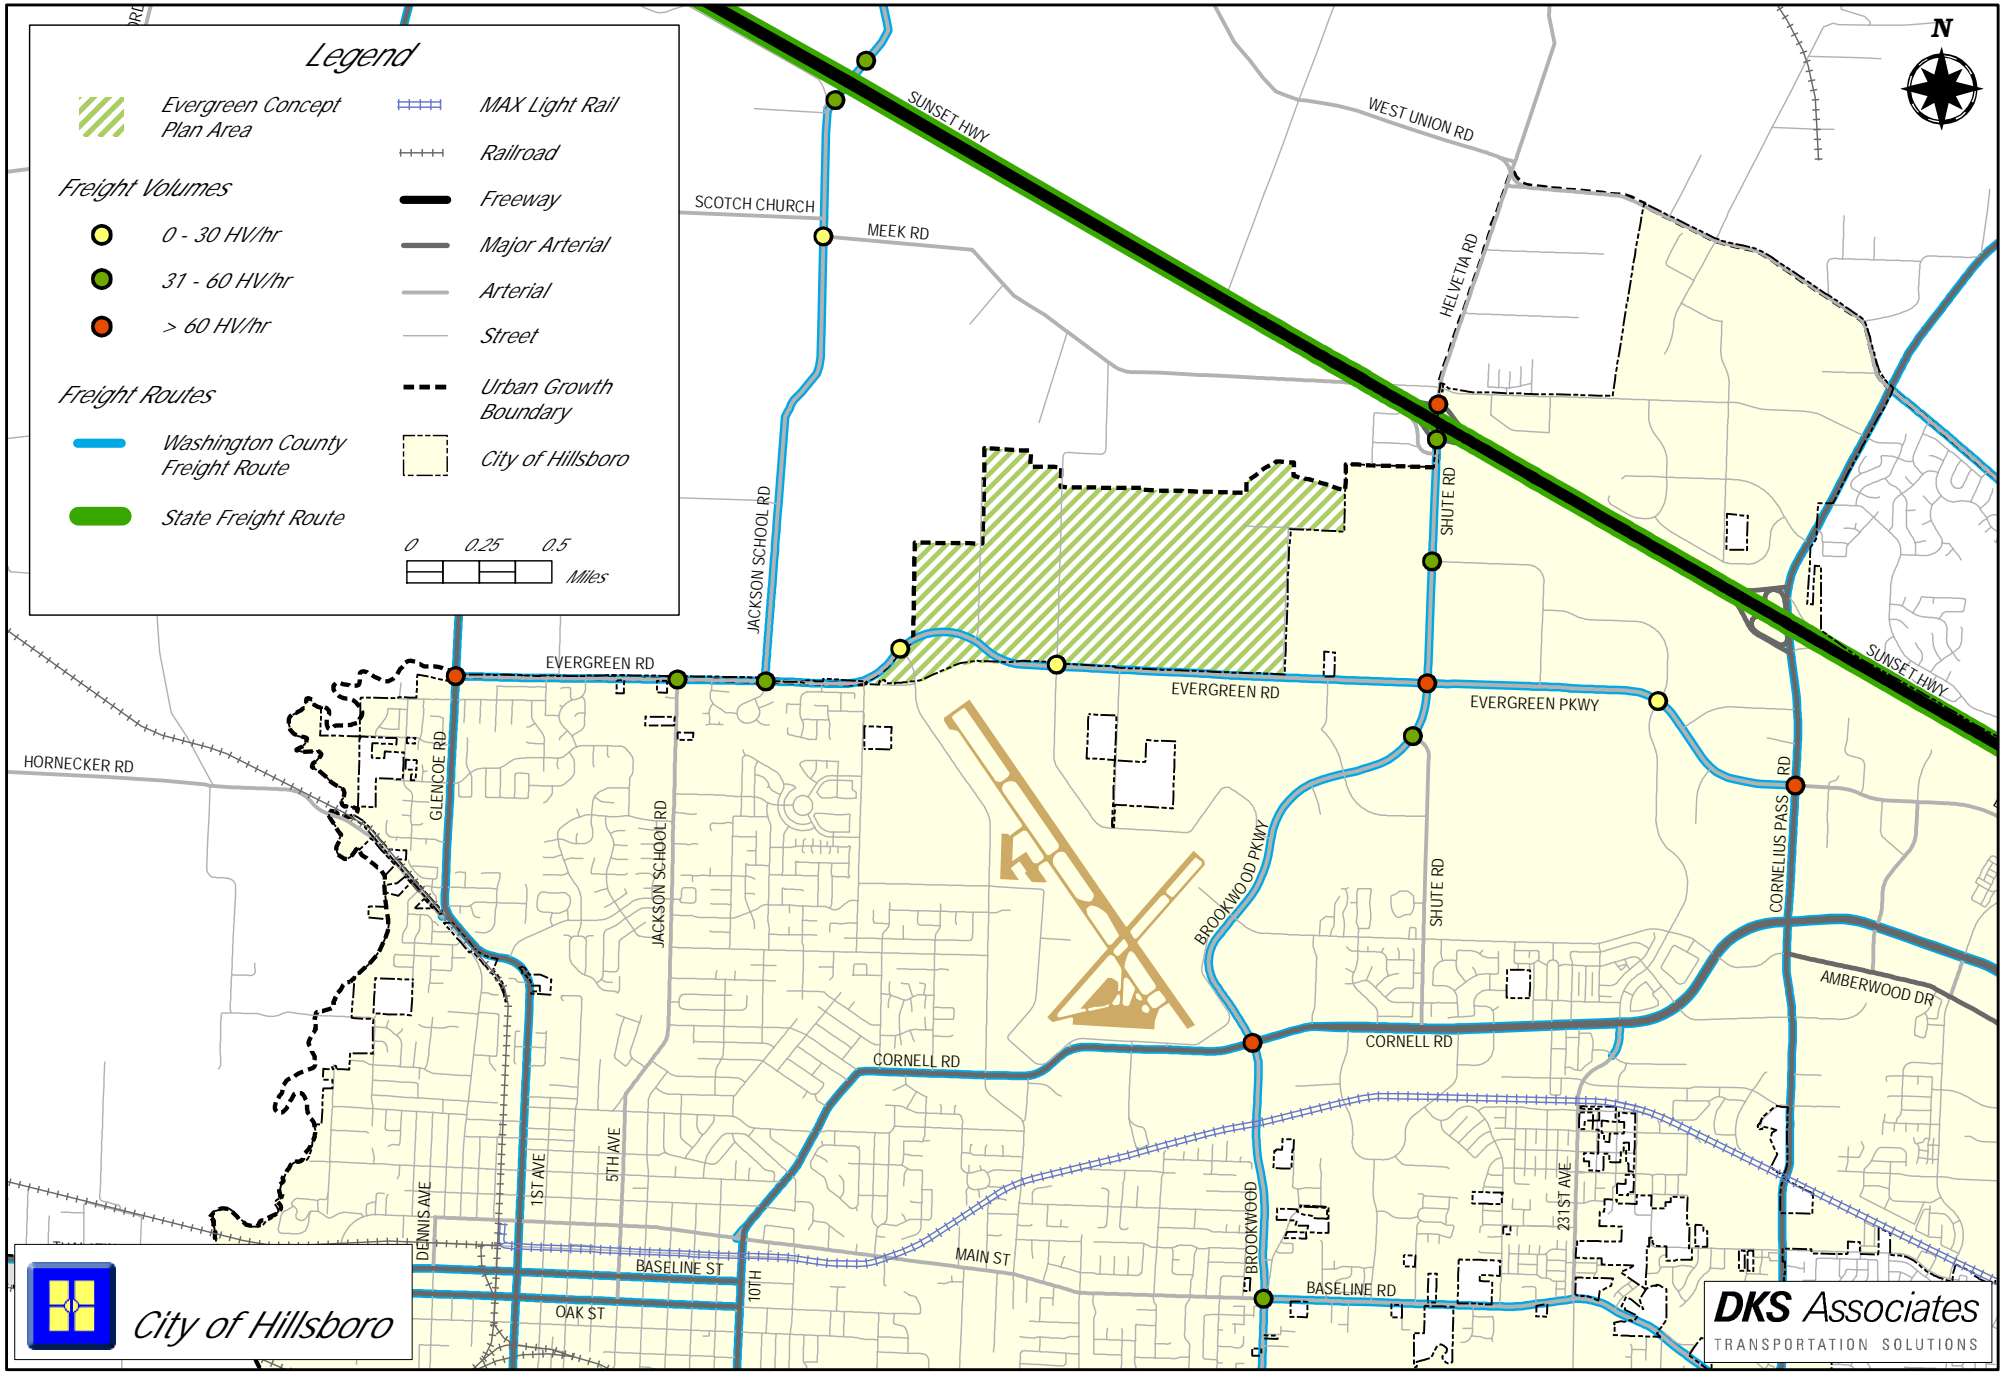 Legend
Evergreen Concept
Plan Area
Freight Volumes
0 - 30 HV/hr
31 - 60 HV/hr
> 60 HV/hr
Freight Routes
Washington County
Freight Route
State Freight Route
MAX Light Rail
Railroad
Freeway
Major Arterial
Arterial
Street
Urban Growth
Boundary
City of Hillsboro
0 0.25 0.5
Miles
N
SUNSET HWY
WEST UNION RD
SCOTCH CHURCH
MEEK RD
HELVETIA RD
JACKSON SCHOOL RD
SHUTE RD
EVERGREEN RD
EVERGREEN RD
EVERGREEN PKWY
SUNSET HWY
HORNECKER RD
GLENCOE RD
JACKSON SCHOOL RD
BROOKWOOD PKWY
SHUTE RD
CORNELIUS PASS RD
AMBERWOOD DR
CORNELL RD
CORNELL RD
DENNIS AVE
1ST AVE
5TH AVE
231ST AVE
BROOKWOOD
MAIN ST
BASELINE ST
10TH
BASELINE RD
OAK ST
City of Hillsboro
DKS Associates
TRANSPORTATION SOLUTIONS